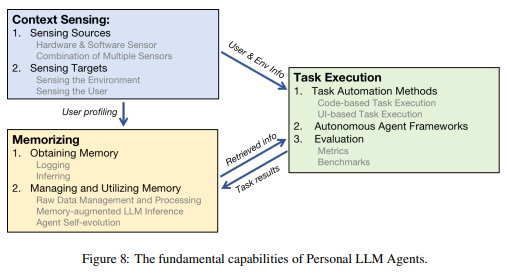 Context Sensing:
1. Sensing Sources
Hardware & Software Sensor
Combination of Multiple Sensors
2. Sensing Targets
Sensing the Environment
Sensing the User
User & Env Info
User profiling
Task Execution
1. Task Automation Methods
Code-based Task Execution
UI-based Task Execution
2. Autonomous Agent Frameworks
3. Evaluation
Metrics
Benchmarks
Memorizing
1. Obtaining Memory
Logging
Inferring
2. Managing and Utilizing Memory
Raw Data Management and Processing
Memory-augmented LLM Inference
Agent Self-evolution
Retrieved info
Task results
Figure 8: The fundamental capabilities of Personal LLM Agents.